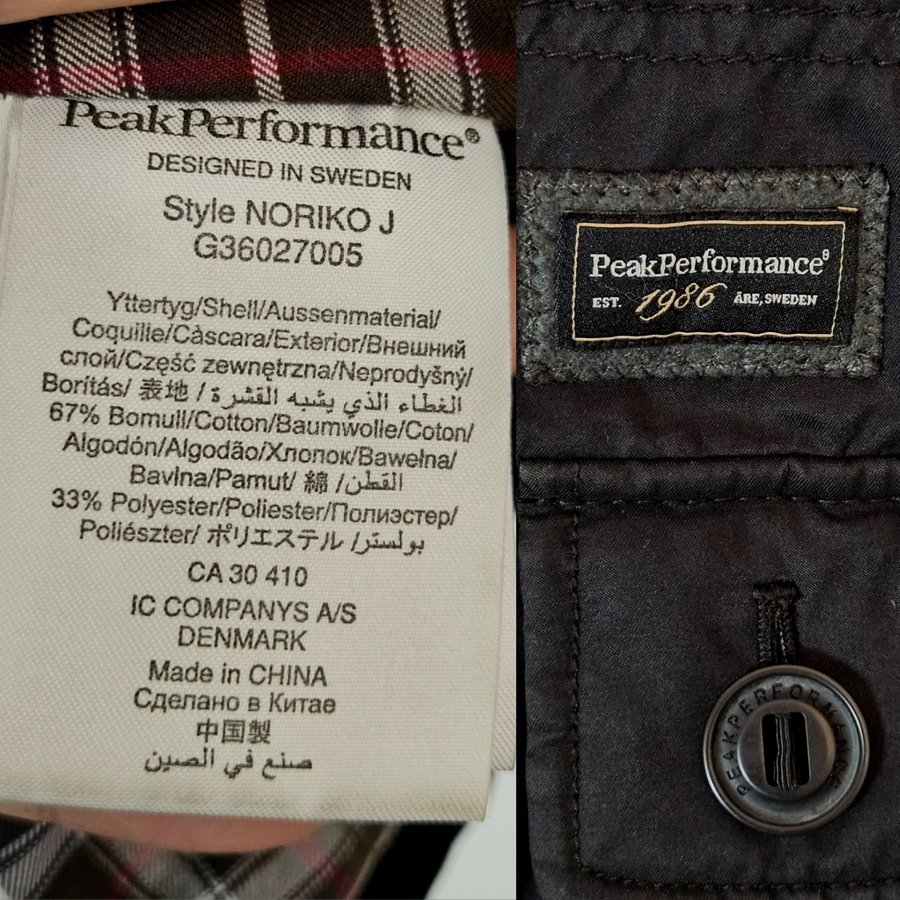 PeakPerformance®
DESIGNED IN SWEDEN
Style NORIKO J
G36027005
Yttertyg/Shell/Aussenmaterial/
Coquille/Càscara/Exterior/Внешний
слой/Część zewnętrzna/Neprodyšný/
Borítás/ 表地 / الغطاء الذي يشبه القشرة
67% Bomull/Cotton/Baumwolle/Coton/
Algodón/Algodão/Хлопок/Bawełna/
Bavlna/Pamut/ 綿 /القطن
33% Polyester/Poliester/Полиэстер/
Poliészter/ ポリエステル /بولستر
CA 30 410
IC COMPANYS A/S
DENMARK
Made in CHINA
Сделано в Китае
中国製
صنع في الصين
PeakPerformance®
EST. 1986 ÅRE, SWEDEN
PEAKPERFORMANCE